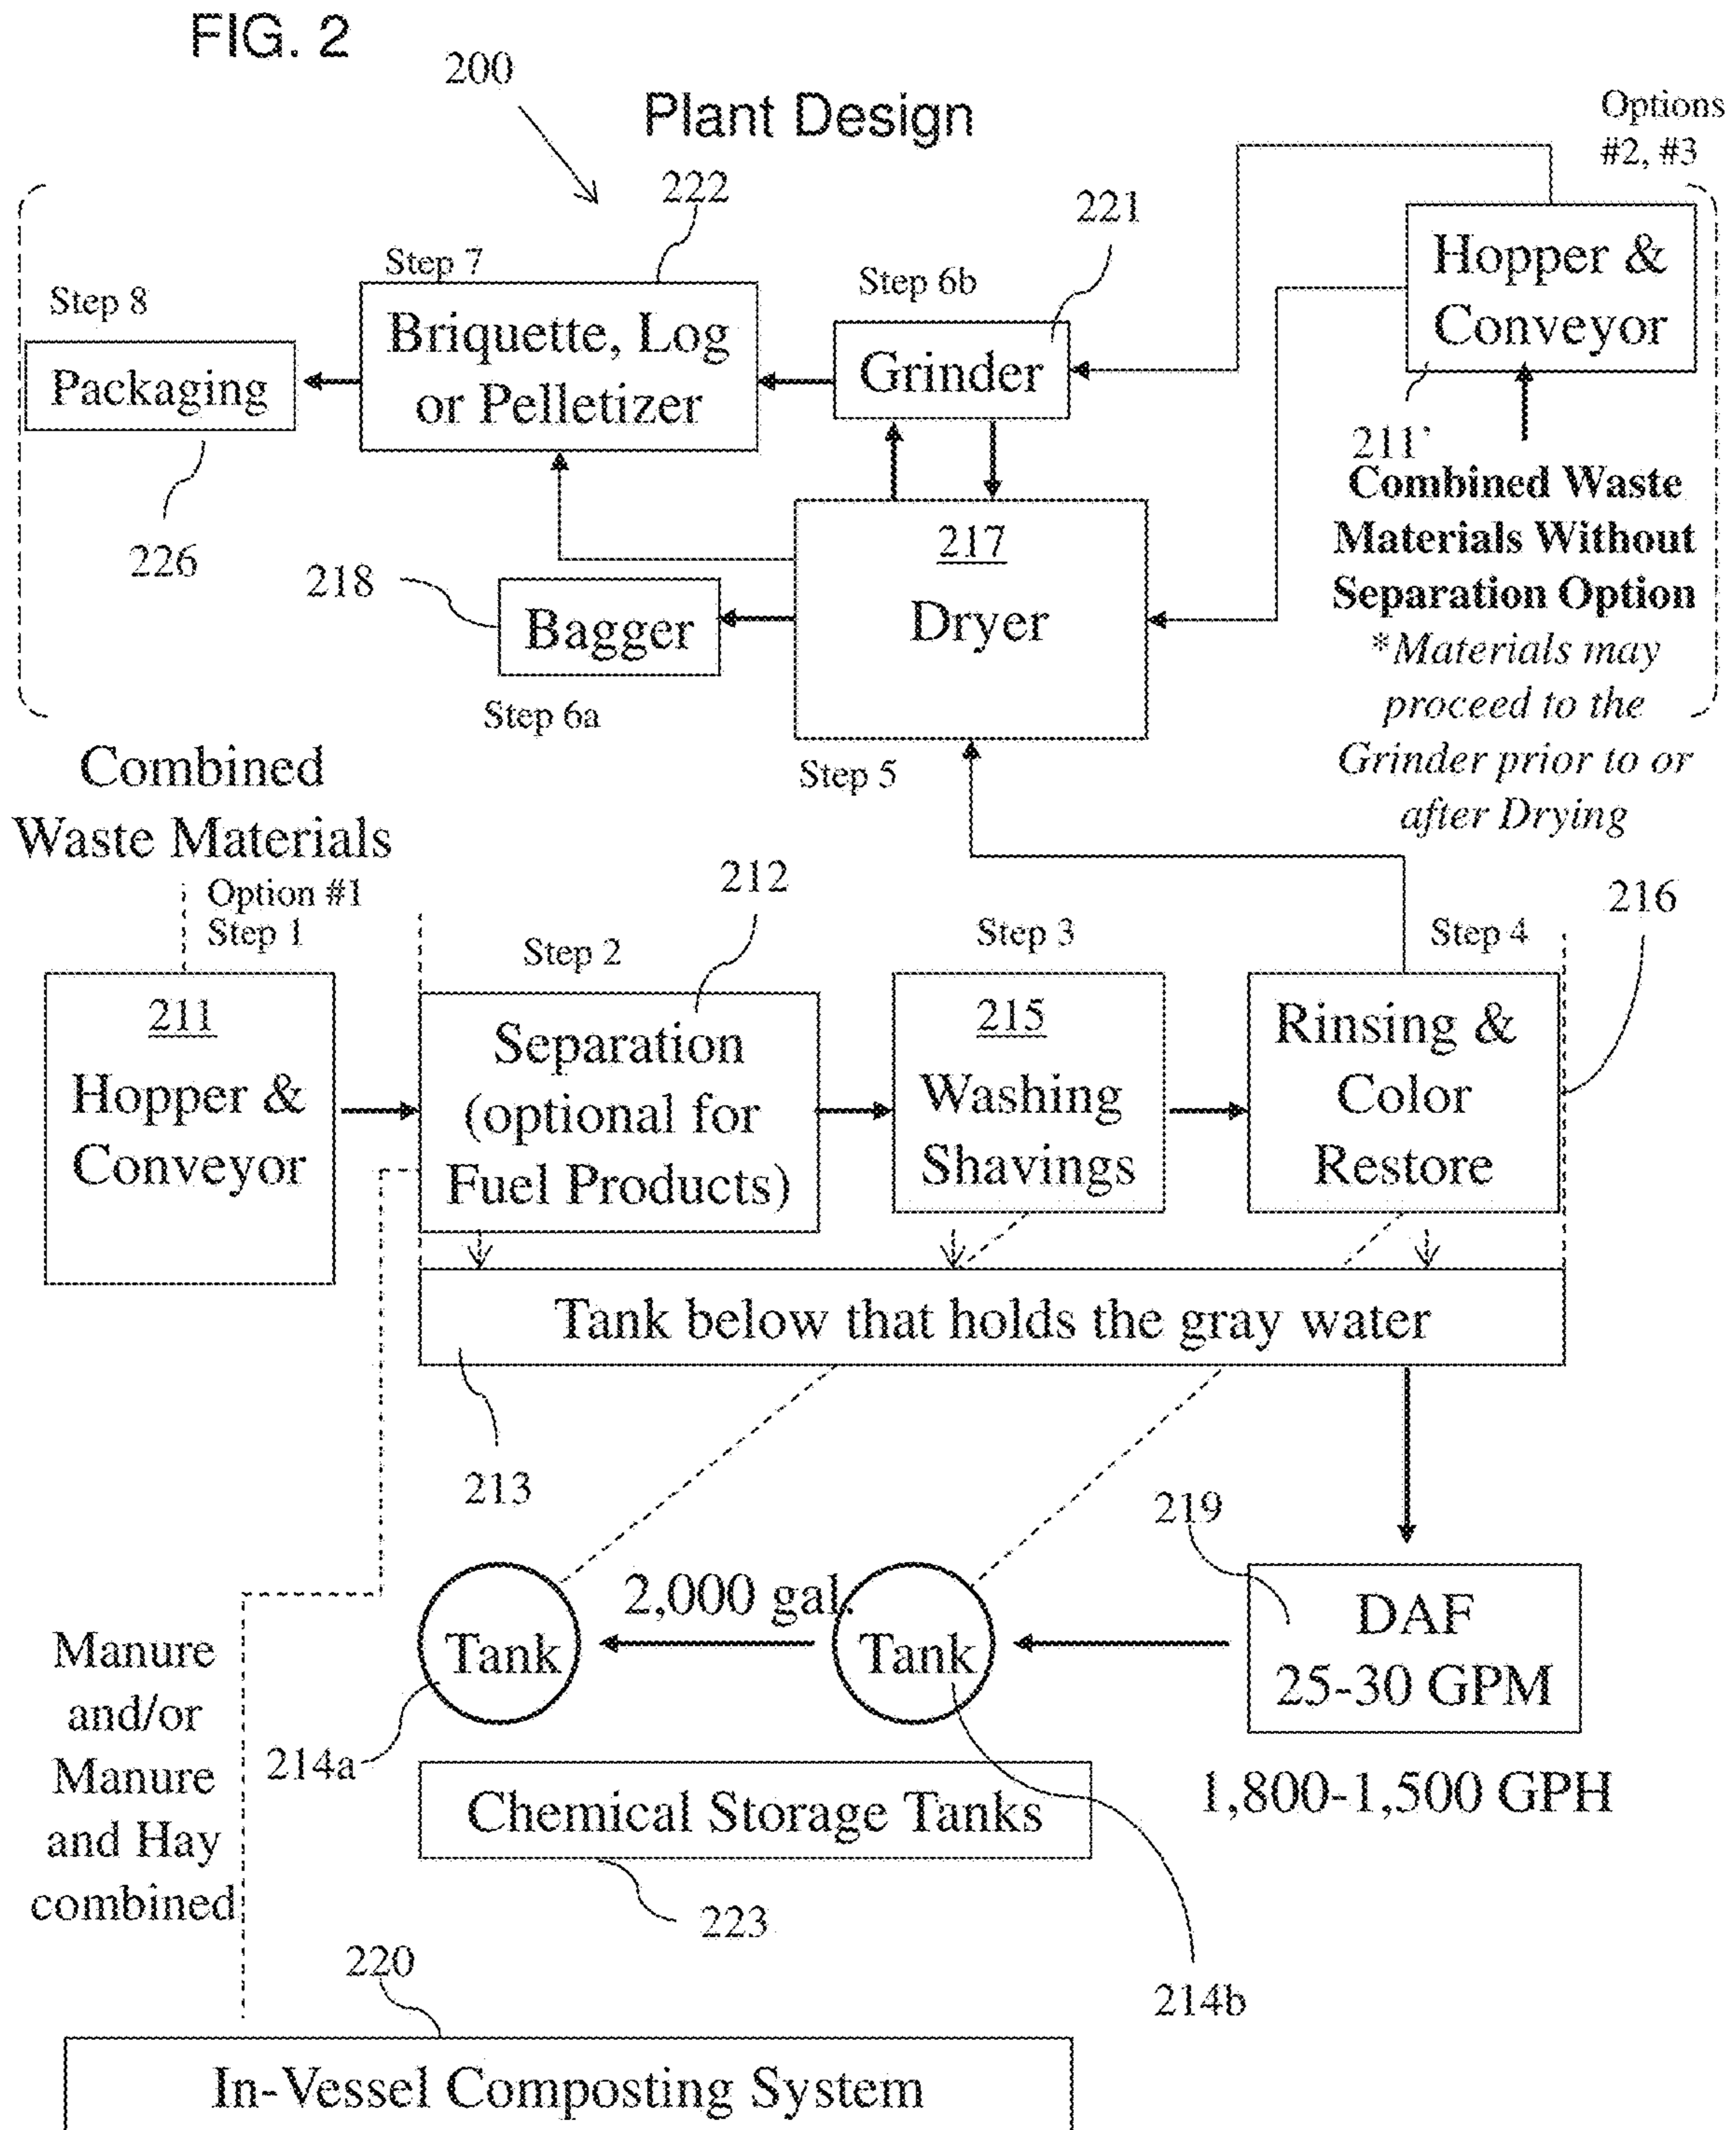 FIG. 2
200
Plant Design
Options
#2, #3
222
221
Step 7
Step 6b
Step 8
Hopper &
Conveyor
Briquette, Log
or Pelletizer
Grinder
Packaging
211'
Combined Waste
Materials Without
Separation Option
*Materials may
proceed to the
Grinder prior to or
after Drying
226
218
217
Dryer
Bagger
Step 6a
Step 5
Combined
Waste Materials
Option #1
Step 1
212
216
Step 2
Step 3
Step 4
211
Hopper &
Conveyor
Separation
(optional for
Fuel Products)
215
Washing
Shavings
Rinsing &
Color
Restore
Tank below that holds the gray water
213
219
2,000 gal.
Tank
Tank
DAF
25-30 GPM
1,800-1,500 GPH
Manure
and/or
Manure
and Hay
combined
214a
Chemical Storage Tanks
223
214b
220
In-Vessel Composting System